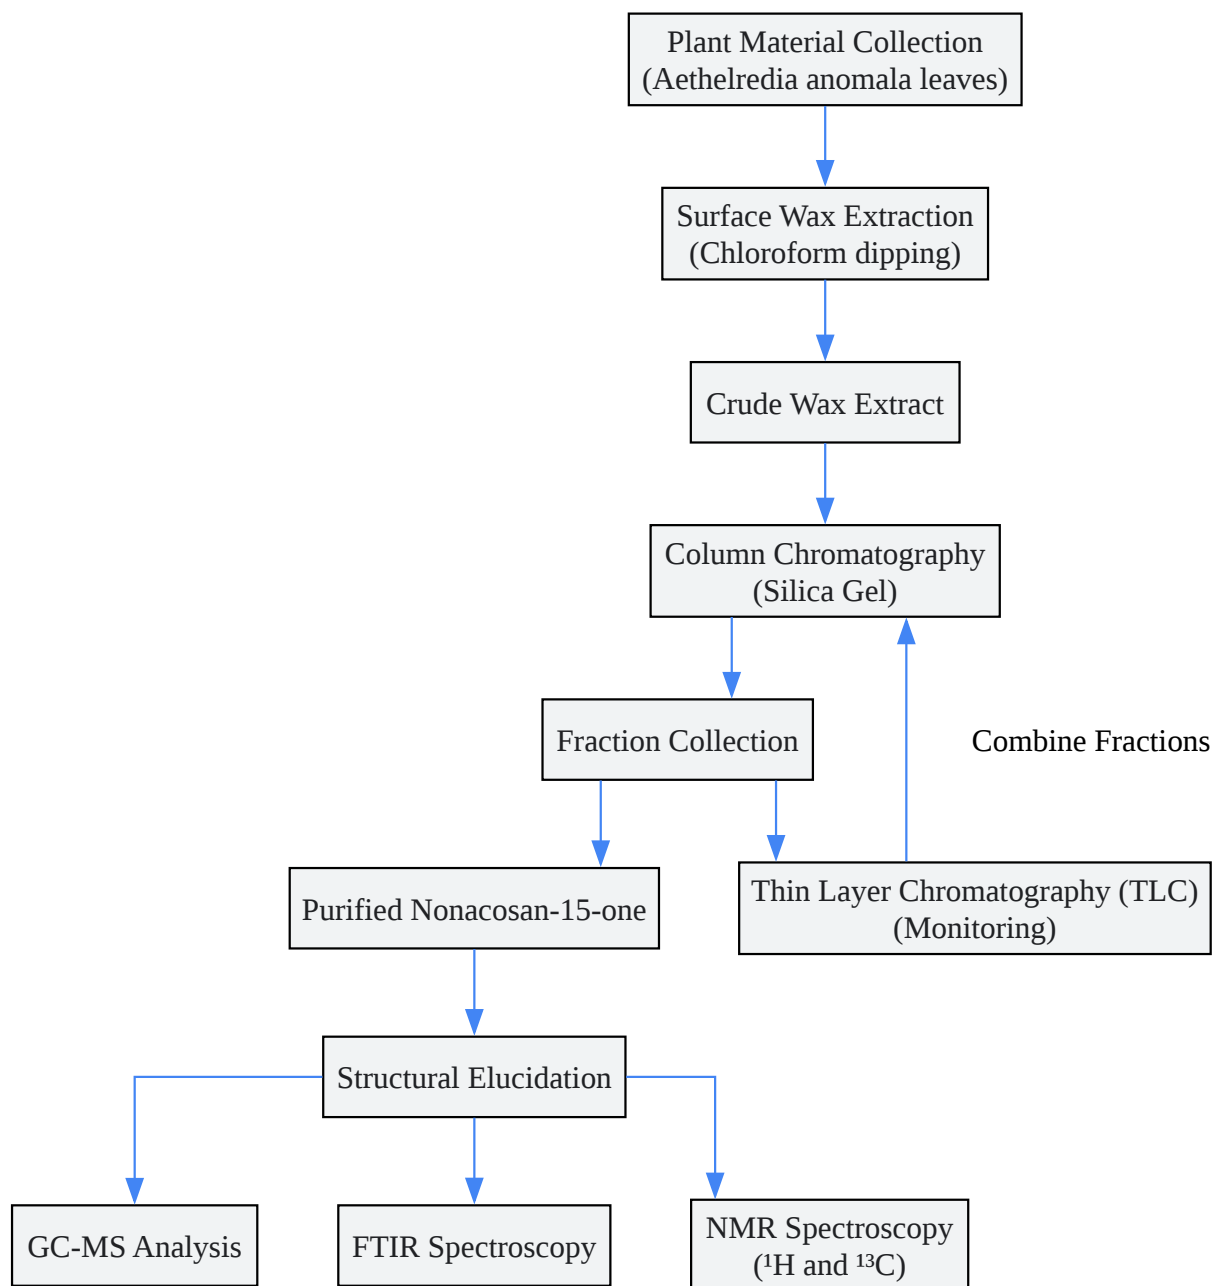 Plant Material Collection
(Aethelredia anomala leaves)
Surface Wax Extraction
(Chloroform dipping)
Crude Wax Extract
Column Chromatography
(Silica Gel)
Fraction Collection
Combine Fractions
Purified Nonacosan-15-one
Thin Layer Chromatography (TLC)
(Monitoring)
Structural Elucidation
GC-MS Analysis
FTIR Spectroscopy
NMR Spectroscopy
(¹H and ¹³C)